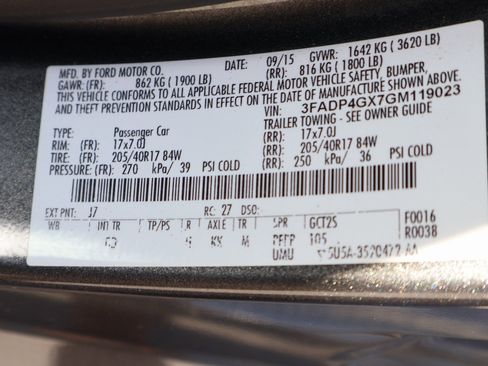 MFD. BY FORD MOTOR CO. DATE: 09/15 GVWR: 1642 KG (3620 LB)
GAWR: (FR): 862 KG (1900 LB) (RR): 816 KG (1800 LB)
THIS VEHICLE CONFORMS TO ALL APPLICABLE FEDERAL MOTOR VEHICLE SAFETY, BUMPER,
AND THEFT PREVENTION STANDARDS IN EFFECT ON THE DATE OF MANUFACTURE SHOWN ABOVE.
VIN: 3FADP4GX7GM119023
TYPE: Passenger Car TRAILER TOWING - SEE OWNER GUIDE
RIM: (FR): 17x7.0J (RR): 17x7.0J
TIRE: (FR): 205/40R17 84W (RR): 205/40R17 84W
PRESSURE: (FR): 270 kPa/ 39 PSI COLD (RR): 250 kPa/ 36 PSI COLD
EXT PNT: J7 RC: 27 DSO:
WB INT TR TP/PS R AXLE TR SPR GCT25 F0016
R0038
UMU